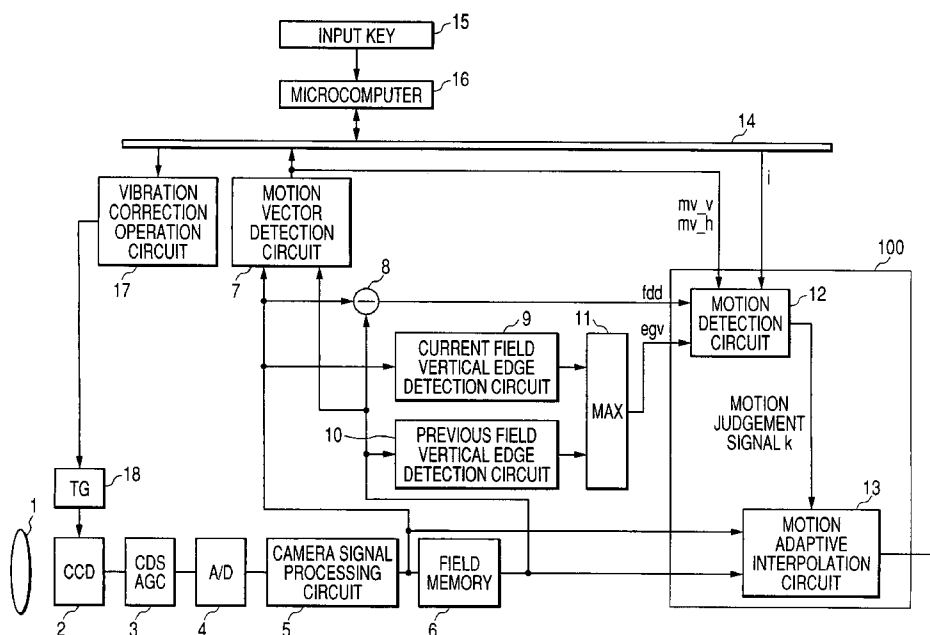 15
INPUT KEY
16
MICROCOMPUTER
14
VIBRATION
CORRECTION
OPERATION
CIRCUIT
17
MOTION
VECTOR
DETECTION
CIRCUIT
7
mv_v
mv_h
i
100
8
fdd
MOTION
DETECTION
CIRCUIT
12
9
CURRENT FIELD
VERTICAL EDGE
DETECTION CIRCUIT
11
MAX
egv
10
PREVIOUS FIELD
VERTICAL EDGE
DETECTION CIRCUIT
MOTION
JUDGEMENT
SIGNAL k
TG
18
13
MOTION
ADAPTIVE
INTERPOLATION
CIRCUIT
1
CCD
2
CDS
AGC
3
A/D
4
CAMERA SIGNAL
PROCESSING
CIRCUIT
5
FIELD
MEMORY
6